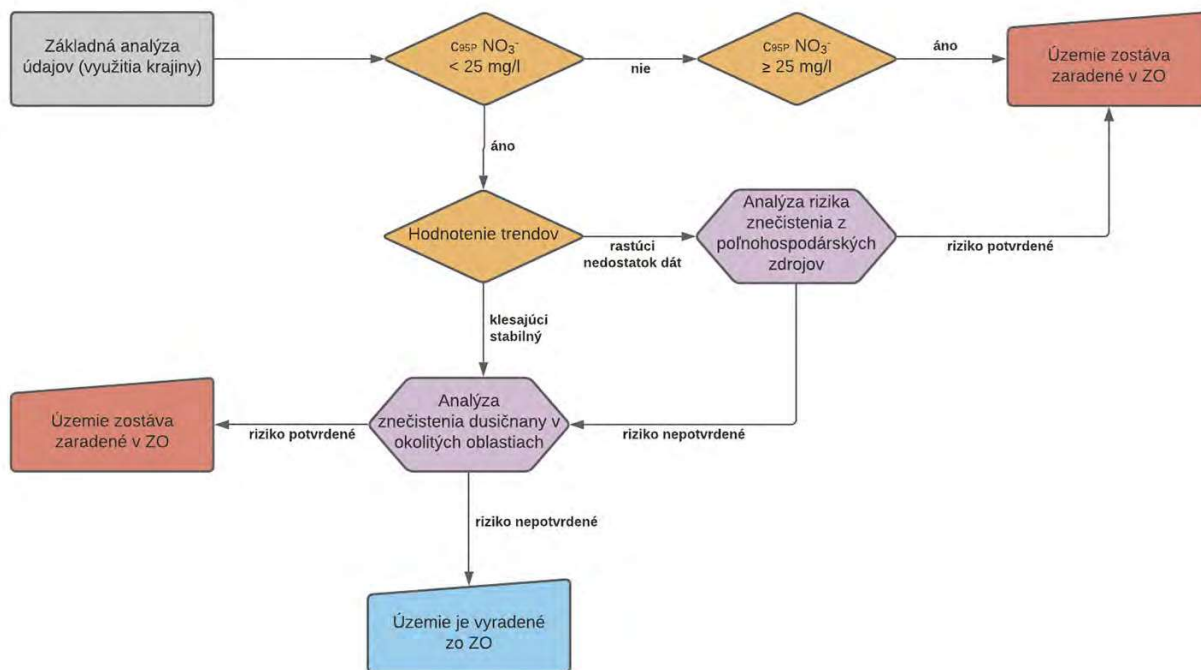 Základná analýza
údajov (využitia krajiny)
c95P NO3-
< 25 mg/l
nie
c95P NO3-
≥ 25 mg/l
áno
Územie zostáva
zaradené v ZO
áno
Hodnotenie trendov
rastúci
nedostatok dát
Analýza rizika
znečistenia z
poľnohospodárských
zdrojov
riziko potvrdené
klesajúci
stabilný
Územie zostáva
zaradené v ZO
riziko potvrdené
Analýza
znečistenia dusičnany v
okolitých oblastiach
riziko nepotvrdené
riziko nepotvrdené
Územie je vyradené
zo ZO